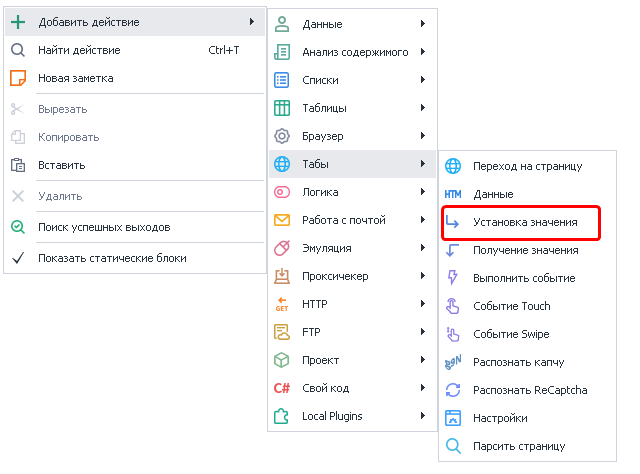 Добавить действие
Найти действие Ctrl+T
Новая заметка
Вырезать
Копировать
Вставить
Удалить
Поиск успешных выходов
Показать статические блоки
Данные
Анализ содержимого
Списки
Таблицы
Браузер
Табы
Логика
Работа с почтой
Эмуляция
Проксичекер
GET HTTP
FTP
Проект
C# Свой код
Local Plugins
Переход на страницу
HTM Данные
Установка значения
Получение значения
Выполнить событие
Событие Touch
Событие Swipe
Распознать капчу
Распознать ReCaptcha
Настройки
Парсить страницу